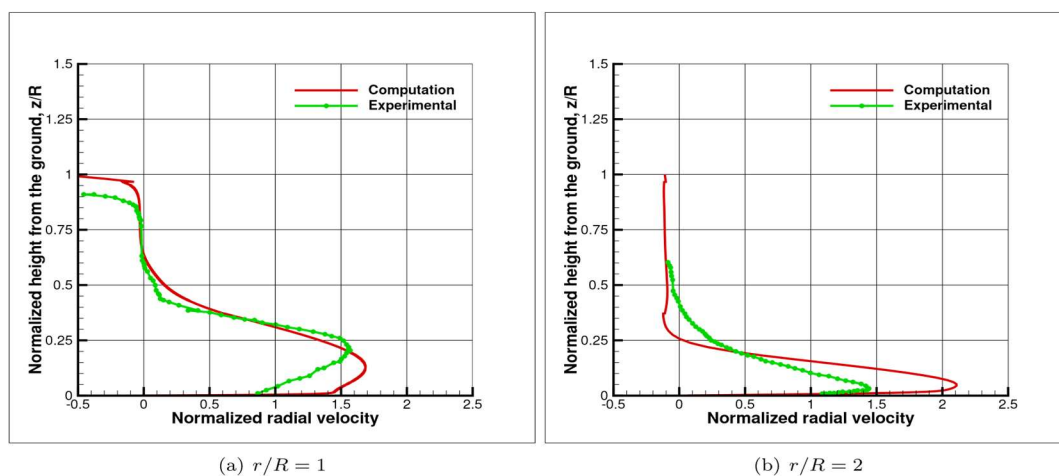 1.5
1.25
1
0.75
0.5
0.25
0
-0.5 0 0.5 1 1.5 2 2.5
Normalized height from the ground, z/R
Normalized radial velocity
Computation
Experimental
(a) r/R = 1
1.5
1.25
1
0.75
0.5
0.25
0
-0.5 0 0.5 1 1.5 2 2.5
Normalized height from the ground, z/R
Normalized radial velocity
Computation
Experimental
(b) r/R = 2